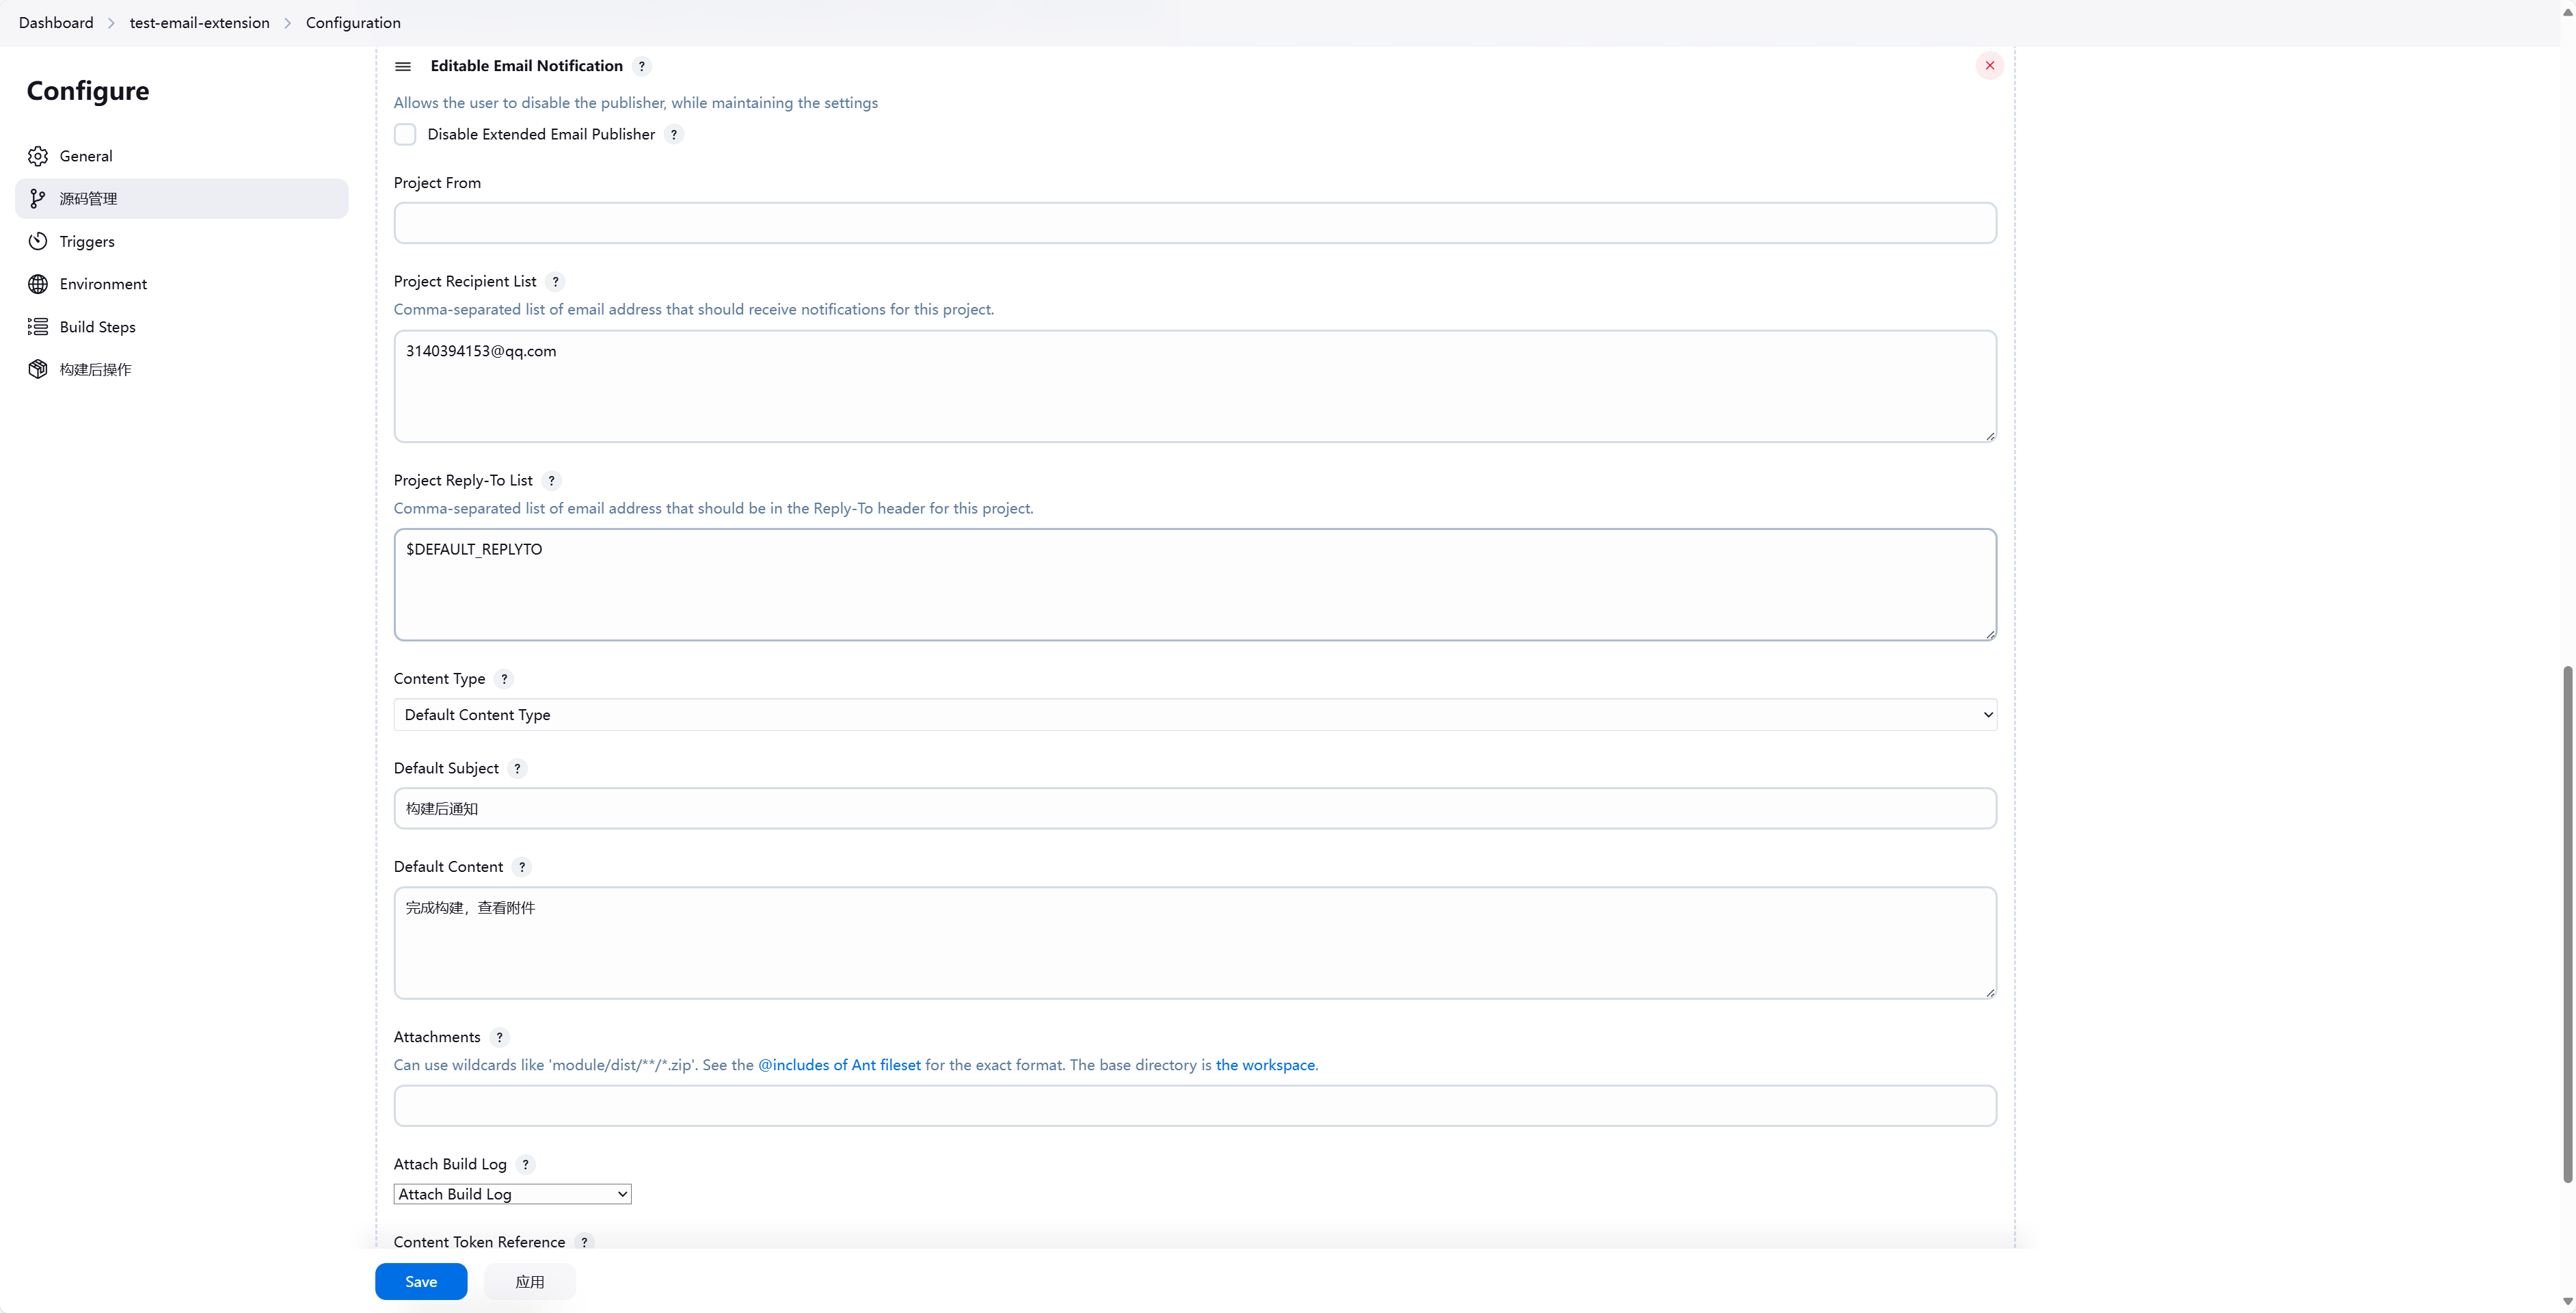 Dashboard > test-email-extension > Configuration
Configure
General
源码管理
Triggers
Environment
Build Steps
构建后操作
Editable Email Notification ?
Allows the user to disable the publisher, while maintaining the settings
Disable Extended Email Publisher ?
Project From
Project Recipient List ?
Comma-separated list of email address that should receive notifications for this project.
3140394153@qq.com
Project Reply-To List ?
Comma-separated list of email address that should be in the Reply-To header for this project.
$DEFAULT_REPLYTO
Content Type ?
Default Content Type
Default Subject ?
构建后通知
Default Content ?
完成构建，查看附件
Attachments ?
Can use wildcards like 'module/dist/**/*.zip'. See the @includes of Ant fileset for the exact format. The base directory is the workspace.
Attach Build Log ?
Attach Build Log
Content Token Reference ?
Save
应用